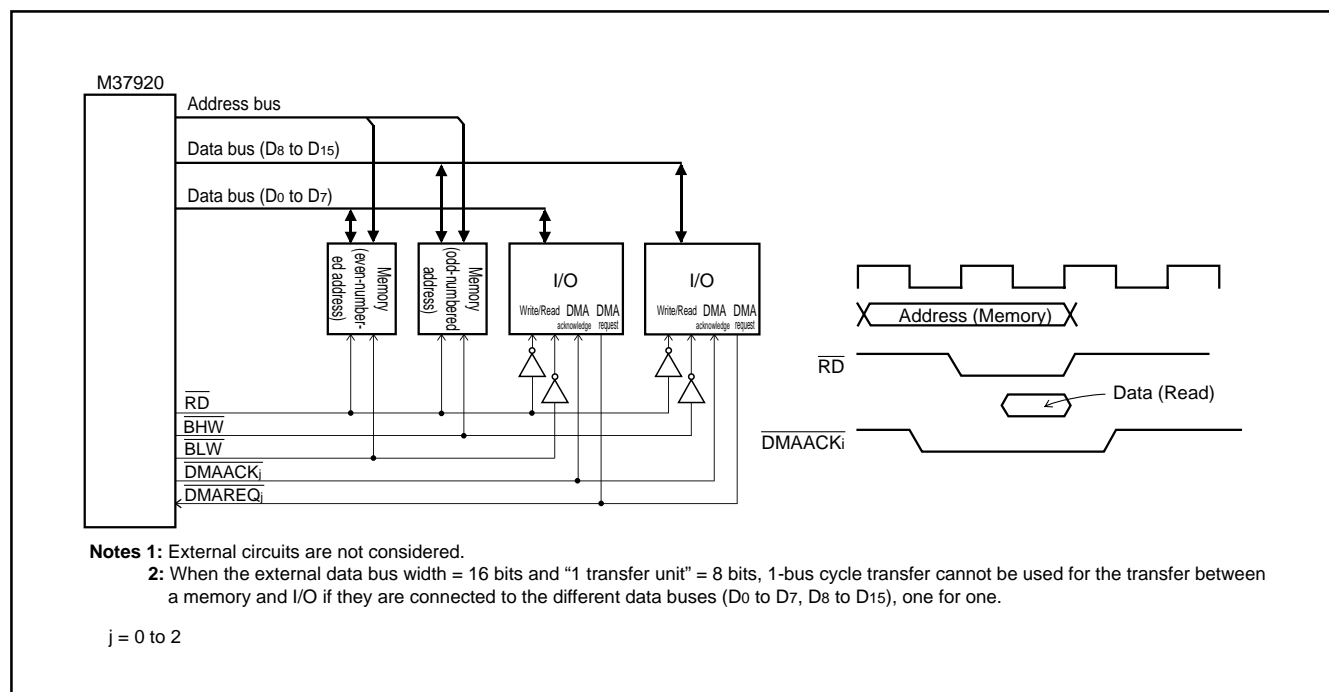 M37920
Address bus
Data bus (D8 to D15)
Data bus (D0 to D7)
Memory
(even-number-
ed address)
Memory
(odd-numbered
address)
I/O
Write/Read DMA acknowledge DMA request
I/O
Write/Read DMA acknowledge DMA request
RD
BHW
BLW
DMAACKj
DMAREQj
Address (Memory)
RD
Data (Read)
DMAACKi
Notes 1: External circuits are not considered.
2: When the external data bus width = 16 bits and “1 transfer unit” = 8 bits, 1-bus cycle transfer cannot be used for the transfer between
a memory and I/O if they are connected to the different data buses (D0 to D7, D8 to D15), one for one.
j = 0 to 2